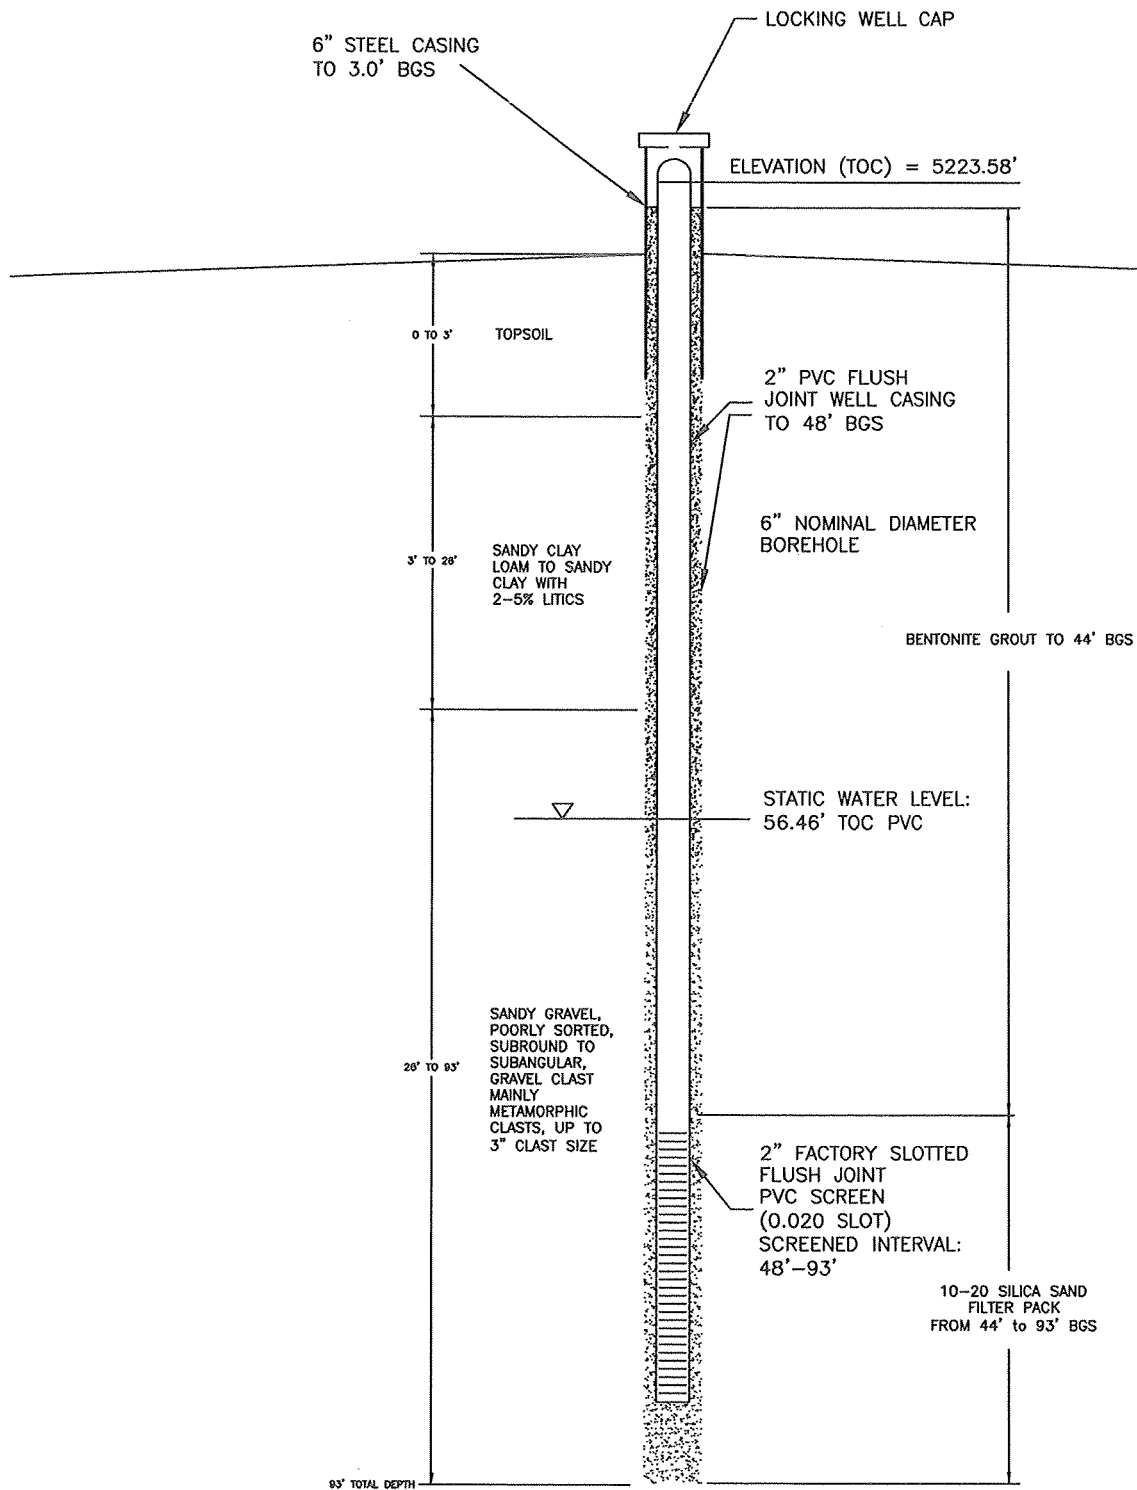 LOCKING WELL CAP
6" STEEL CASING
TO 3.0' BGS
ELEVATION (TOC) = 5223.58'
0 TO 3'
TOPSOIL
2" PVC FLUSH
JOINT WELL CASING
TO 48' BGS
6" NOMINAL DIAMETER
BOREHOLE
3' TO 28'
SANDY CLAY
LOAM TO SANDY
CLAY WITH
2-5% LITICS
BENTONITE GROUT TO 44' BGS
STATIC WATER LEVEL:
56.46' TOC PVC
28' TO 93'
SANDY GRAVEL,
POORLY SORTED,
SUBROUND TO
SUBANGULAR,
GRAVEL CLAST
MAINLY
METAMORPHIC
CLASTS, UP TO
3" CLAST SIZE
2" FACTORY SLOTTED
FLUSH JOINT
PVC SCREEN
(0.020 SLOT)
SCREENED INTERVAL:
48'-93'
10-20 SILICA SAND
FILTER PACK
FROM 44' to 93' BGS
93' TOTAL DEPTH